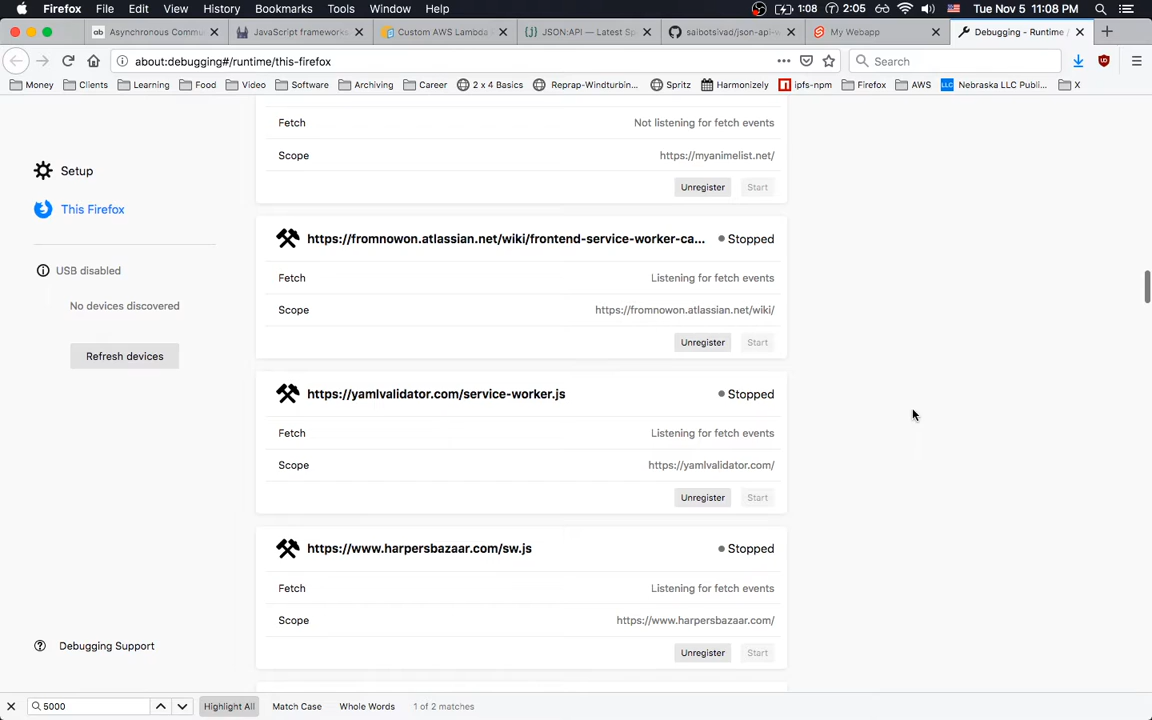 Firefox File Edit View History Bookmarks Tools Window Help 1:08 2:05 Tue Nov 5 11:08 PM
ab Asynchronous Commu JavaScript frameworks Custom AWS Lambda JSON:API — Latest Sp saibotsivad/json-api-v My Webapp Debugging - Runtime /
about:debugging#/runtime/this-firefox Search
Money Clients Learning Food Video Software Archiving Career 2 x 4 Basics Reprap-Windturbin... Spritz Harmonizely ipfs-npm Firefox AWS LLC Nebraska LLC Publi... X
Fetch Not listening for fetch events
Scope https://myanimelist.net/
Unregister Start
Setup
This Firefox
USB disabled
No devices discovered
Refresh devices
https://fromnowon.atlassian.net/wiki/frontend-service-worker-ca... Stopped
Fetch Listening for fetch events
Scope https://fromnowon.atlassian.net/wiki/
Unregister Start
https://yamlvalidator.com/service-worker.js Stopped
Fetch Listening for fetch events
Scope https://yamlvalidator.com/
Unregister Start
https://www.harpersbazaar.com/sw.js Stopped
Fetch Listening for fetch events
Scope https://www.harpersbazaar.com/
Unregister Start
Debugging Support
5000 Highlight All Match Case Whole Words 1 of 2 matches